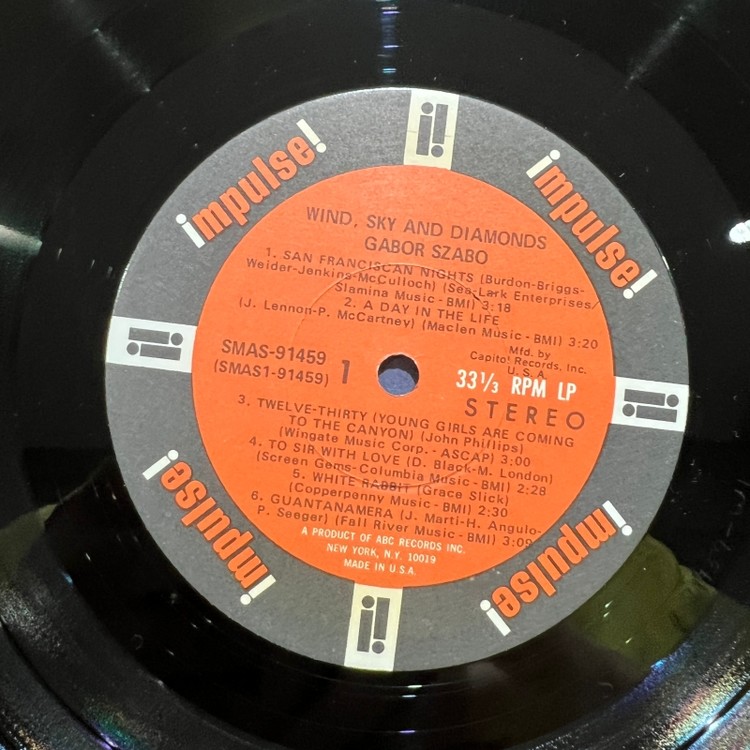 impulse!
impulse!
WIND, SKY AND DIAMONDS
GABOR SZABO
1. SAN FRANCISCAN NIGHTS (Burdon-Briggs-
Weider-Jenkins-McCulloch) (Sea-Lark Enterprises/
Slamina Music - BMI) 3:18
2. A DAY IN THE LIFE
(J. Lennon-P. McCartney) (Maclen Music - BMI) 3:20
Mfd. by
Capitol Records, Inc.
U. S. A.
SMAS-91459
(SMAS1-91459) 1
33⅓ RPM LP
STEREO
3. TWELVE-THIRTY (YOUNG GIRLS ARE COMING
TO THE CANYON) (John Phillips)
(Wingate Music Corp. - ASCAP) 3:00
4. TO SIR WITH LOVE (D. Black-M. London)
(Screen Gems-Columbia Music - BMI) 2:28
5. WHITE RABBIT (Grace Slick)
(Copperpenny Music - BMI) 2:30
6. GUANTANAMERA (J. Marti-H. Angulo-
P. Seeger) (Fall River Music - BMI) 3:09
A PRODUCT OF ABC RECORDS INC.
NEW YORK, N.Y. 10019
MADE IN U.S.A.
impulse!
impulse!